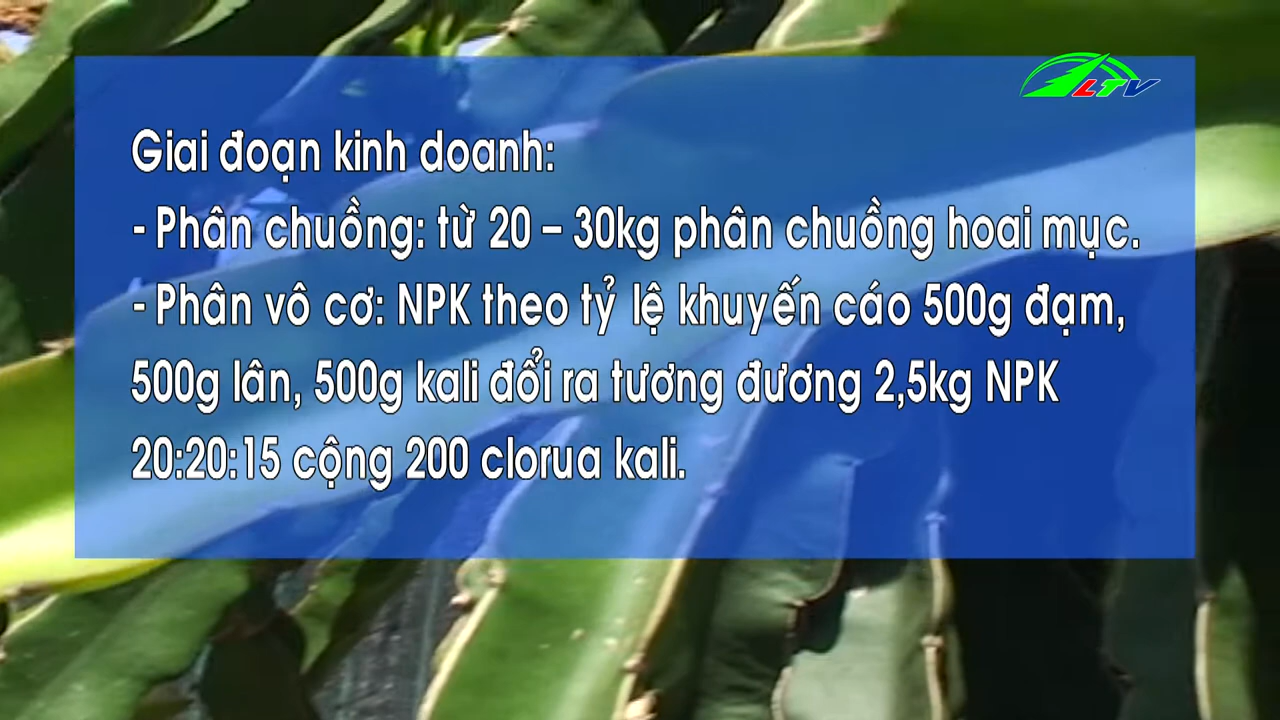 LTV
Giai đoạn kinh doanh:
- Phân chuồng: từ 20 – 30kg phân chuồng hoai mục.
- Phân vô cơ: NPK theo tỷ lệ khuyến cáo 500g đạm,
500g lân, 500g kali đổi ra tương đương 2,5kg NPK
20:20:15 cộng 200 clorua kali.